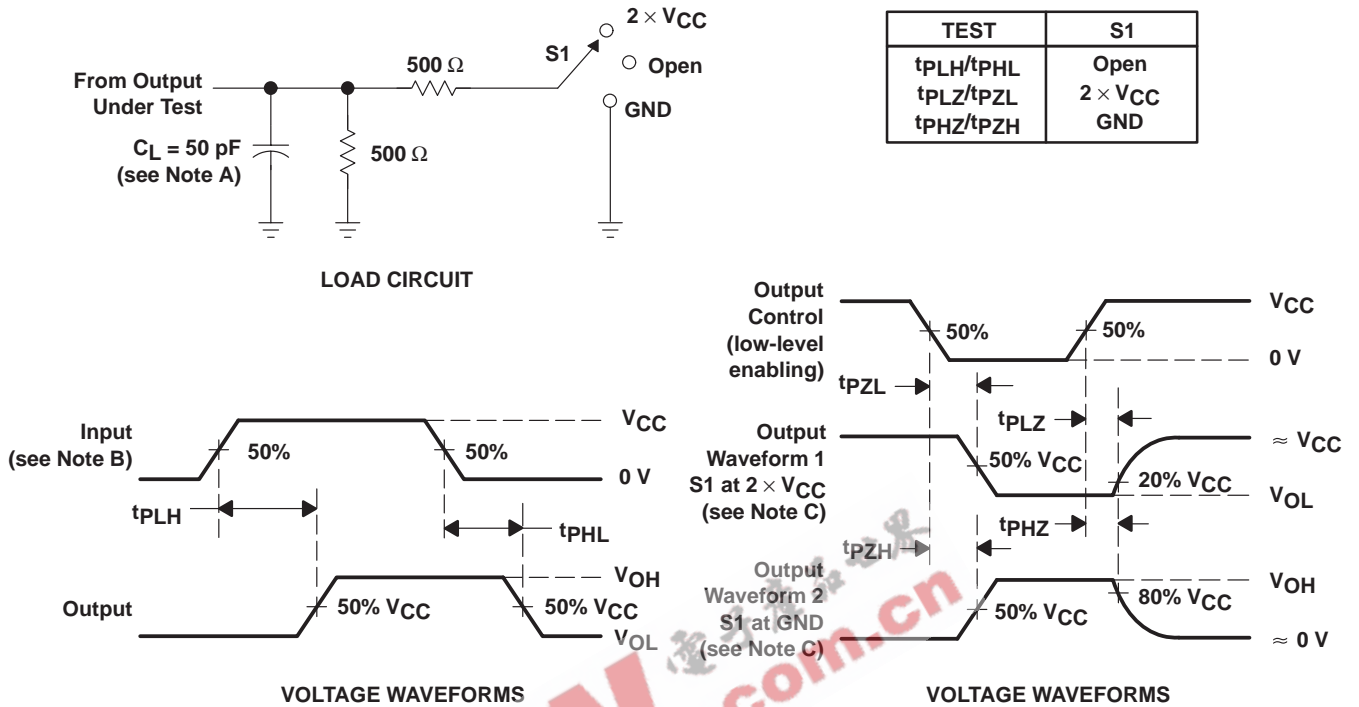 2 × VCC
S1
Open
GND
500 Ω
From Output
Under Test
CL = 50 pF
(see Note A)
500 Ω
LOAD CIRCUIT
TEST S1
tPLH/tPHL Open
tPLZ/tPZL 2 × VCC
tPHZ/tPZH GND
Input
(see Note B)
50%
50%
VCC
0 V
tPLH
tPHL
Output
50% VCC
50% VCC
VOH
VOL
VOLTAGE WAVEFORMS
Output
Control
(low-level
enabling)
50%
50%
VCC
0 V
tPZL
tPLZ
Output
Waveform 1
S1 at 2 × VCC
(see Note C)
50% VCC
20% VCC
≈ VCC
VOL
tPHZ
tPZH
Output
Waveform 2
S1 at GND
(see Note C)
50% VCC
80% VCC
VOH
≈ 0 V
VOLTAGE WAVEFORMS
com.cn